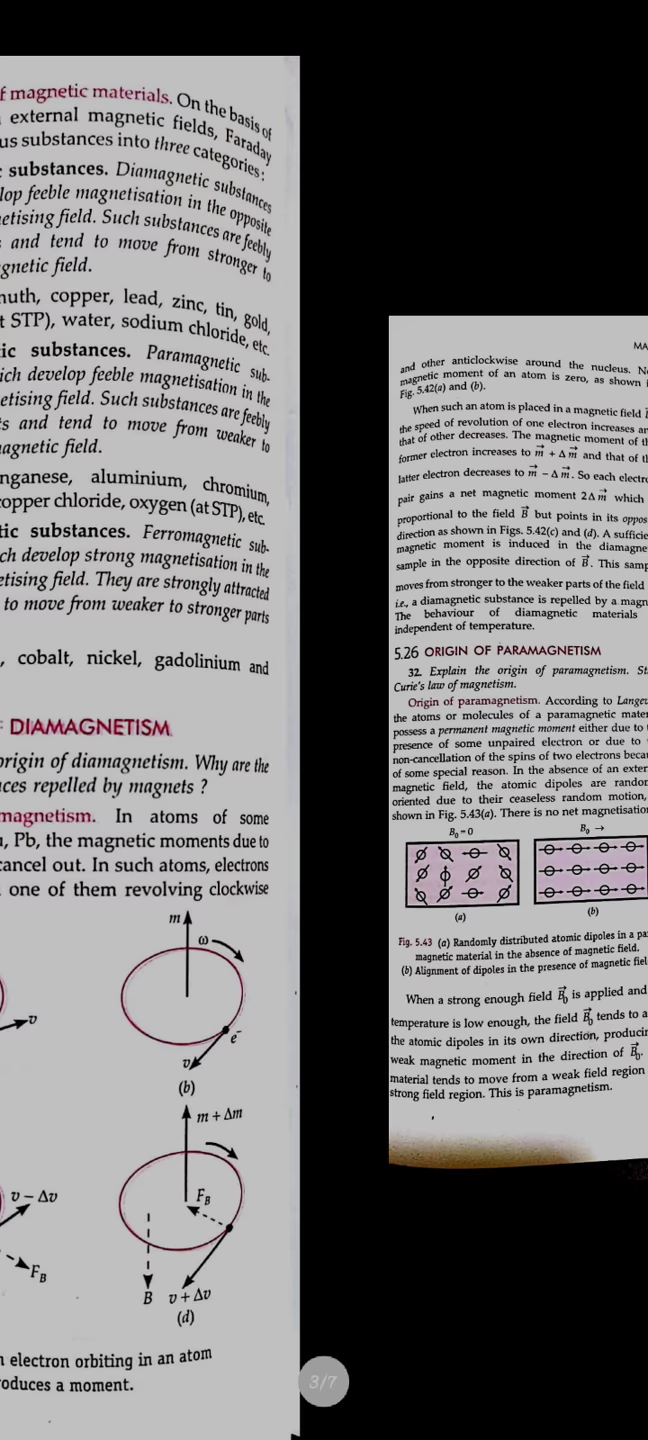 f magnetic materials. On the basis of
external magnetic fields, Faraday
us substances into three categories:
substances. Diamagnetic substances
lop feeble magnetisation in the opposite
etising field. Such substances are feebly
and tend to move from stronger to
gnetic field.
nuth, copper, lead, zinc, tin, gold,
t STP), water, sodium chloride, etc.
ic substances. Paramagnetic sub-
ich develop feeble magnetisation in the
etising field. Such substances are feebly
ts and tend to move from weaker to
agnetic field.
nganese, aluminium, chromium,
copper chloride, oxygen (at STP), etc.
tic substances. Ferromagnetic sub-
ch develop strong magnetisation in the
etising field. They are strongly attracted
to move from weaker to stronger parts
, cobalt, nickel, gadolinium and
F DIAMAGNETISM
origin of diamagnetism. Why are the
nces repelled by magnets ?
magnetism. In atoms of some
, Pb, the magnetic moments due to
cancel out. In such atoms, electrons
one of them revolving clockwise
m
ω
v
e⁻
v
(b)
m + Δm
v − Δv
F_B
F_B
B
v + Δv
(d)
n electron orbiting in an atom
oduces a moment.
MA
and other anticlockwise around the nucleus. Ne
magnetic moment of an atom is zero, as shown i
Fig. 5.42(a) and (b).
When such an atom is placed in a magnetic field
the speed of revolution of one electron increases an
that of other decreases. The magnetic moment of th
former electron increases to m⃗ + Δm⃗ and that of th
latter electron decreases to m⃗ − Δm⃗. So each electro
pair gains a net magnetic moment 2Δm⃗ which
proportional to the field B⃗ but points in its oppos
direction as shown in Figs. 5.42(c) and (d). A sufficie
magnetic moment is induced in the diamagne
sample in the opposite direction of B⃗. This samp
moves from stronger to the weaker parts of the field
i.e., a diamagnetic substance is repelled by a magn
The behaviour of diamagnetic materials
independent of temperature.
5.26 ORIGIN OF PARAMAGNETISM
32. Explain the origin of paramagnetism. St
Curie's law of magnetism.
Origin of paramagnetism. According to Langev
the atoms or molecules of a paramagnetic mater
possess a permanent magnetic moment either due to t
presence of some unpaired electron or due to
non-cancellation of the spins of two electrons becau
of some special reason. In the absence of an exter
magnetic field, the atomic dipoles are random
oriented due to their ceaseless random motion,
shown in Fig. 5.43(a). There is no net magnetisatio
B₀ = 0
B₀ →
(a)
(b)
Fig. 5.43 (a) Randomly distributed atomic dipoles in a pa
magnetic material in the absence of magnetic field.
(b) Alignment of dipoles in the presence of magnetic fiel
When a strong enough field B⃗₀ is applied and
temperature is low enough, the field B⃗₀ tends to a
the atomic dipoles in its own direction, producin
weak magnetic moment in the direction of B⃗₀.
material tends to move from a weak field region
strong field region. This is paramagnetism.
3/7